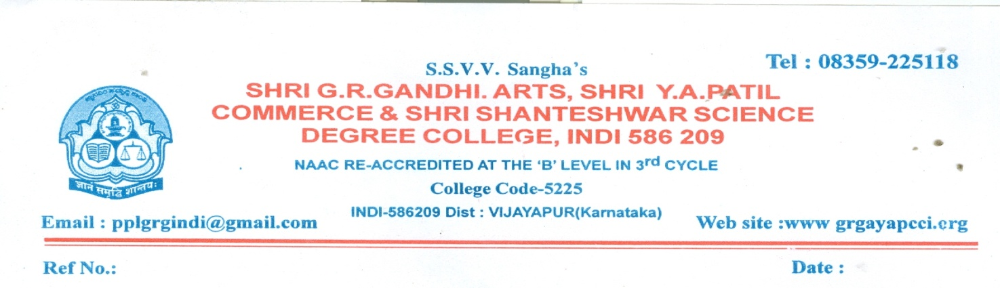 Tel : 08359-225118
S.S.V.V. Sangha's
SHRI G.R.GANDHI. ARTS, SHRI Y.A.PATIL
COMMERCE & SHRI SHANTESHWAR SCIENCE
DEGREE COLLEGE, INDI 586 209
NAAC RE-ACCREDITED AT THE 'B' LEVEL IN 3rd CYCLE
College Code-5225
ज्ञानं समृद्धि शान्तयः
INDI-586209 Dist : VIJAYAPUR(Karnataka)
Email : pplgrgindi@gmail.com
Web site :www grgayapcci.org
Ref No.:
Date :